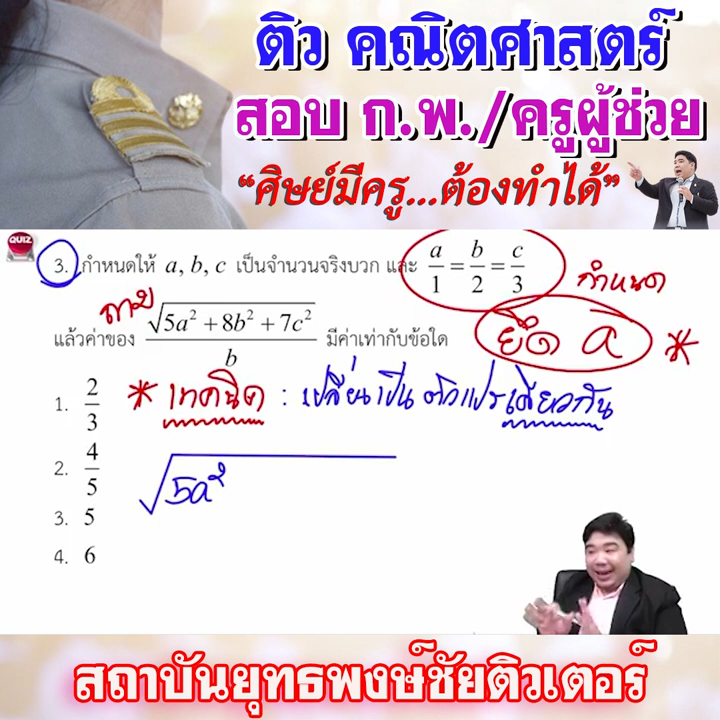 ติว คณิตศาสตร์
สอบ ก.พ./ครูผู้ช่วย
“ศิษย์มีครู...ต้องทำได้”
QUIZ
3. กำหนดให้ a, b, c เป็นจำนวนจริงบวก และ a/1 = b/2 = c/3
กำหนด
ถาม
แล้วค่าของ √(5a² + 8b² + 7c²)/b มีค่าเท่ากับข้อใด
ยึด a *
1. 2/3
* เทคนิค : เปลี่ยนเป็น ตัวแปรเดียวกัน
2. 4/5
√5a²
3. 5
4. 6
สถาบันยุทธพงษ์ชัยติวเตอร์